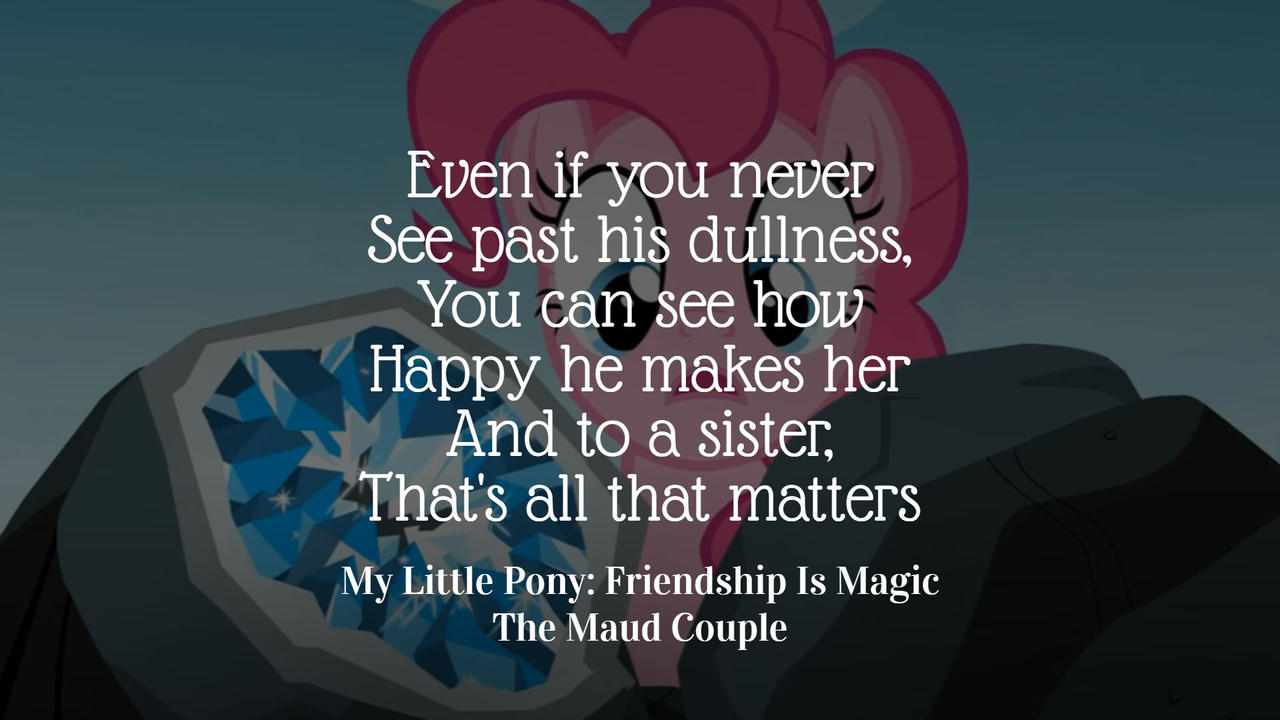 Even if you never
See past his dullness,
You can see how
Happy he makes her
And to a sister,
That's all that matters
My Little Pony: Friendship Is Magic
The Maud Couple